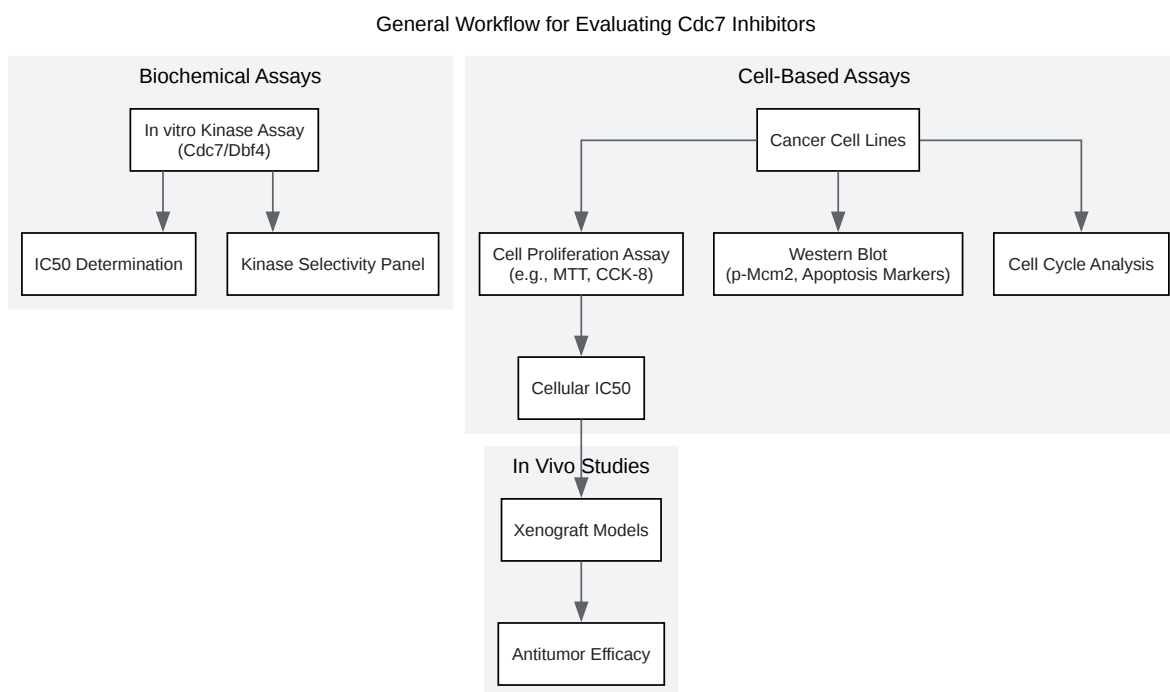 General Workflow for Evaluating Cdc7 Inhibitors
Biochemical Assays
In vitro Kinase Assay
(Cdc7/Dbf4)
IC50 Determination
Kinase Selectivity Panel
Cell-Based Assays
Cancer Cell Lines
Cell Proliferation Assay
(e.g., MTT, CCK-8)
Western Blot
(p-Mcm2, Apoptosis Markers)
Cell Cycle Analysis
Cellular IC50
In Vivo Studies
Xenograft Models
Antitumor Efficacy